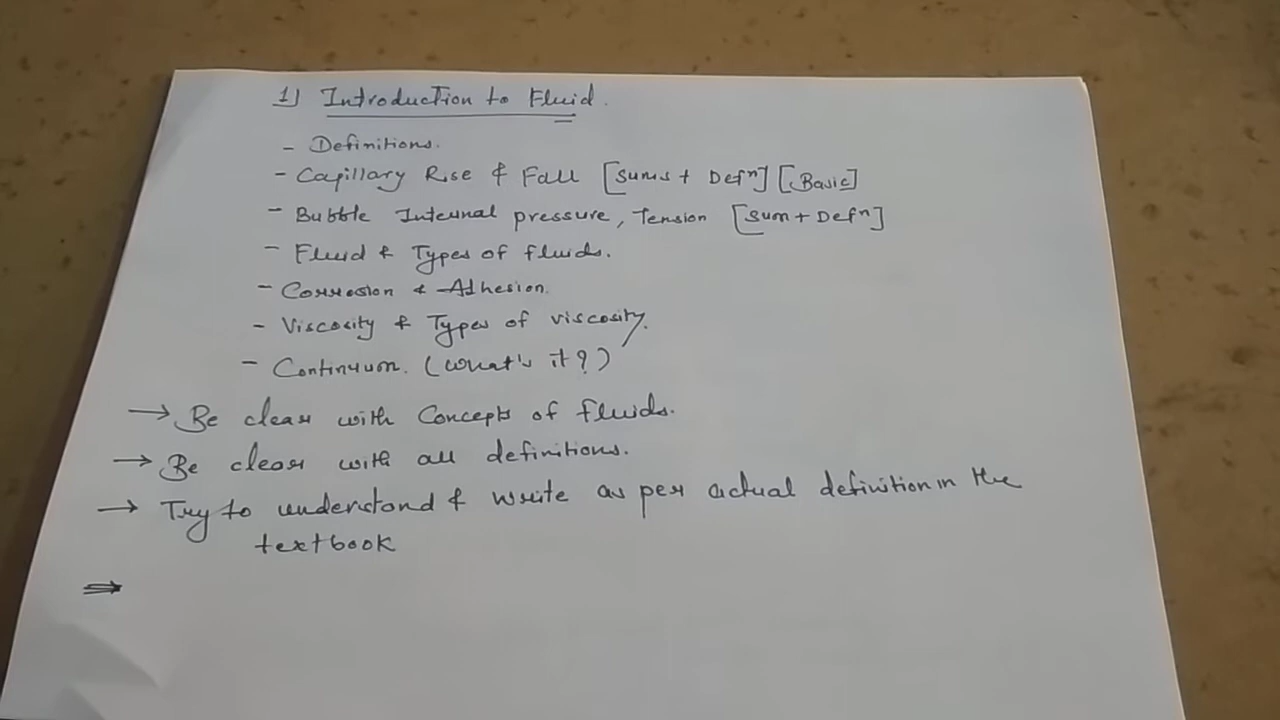 1) Introduction to Fluid.
- Definitions.
- Capillary Rise & Fall [Sums + Defⁿ] [Basic]
- Bubble Internal pressure, Tension [Sum + Defⁿ]
- Fluid & Types of fluids.
- Corrosion & Adhesion.
- Viscosity & Types of viscosity.
- Continuum. (What's it?)
→ Be clear with Concepts of fluids.
→ Be clear with all definitions.
→ Try to understand & write as per actual definition in the
textbook
⇒